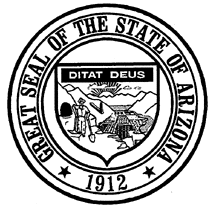 GREAT SEAL OF THE STATE OF ARIZONA
DITAT DEUS
1912